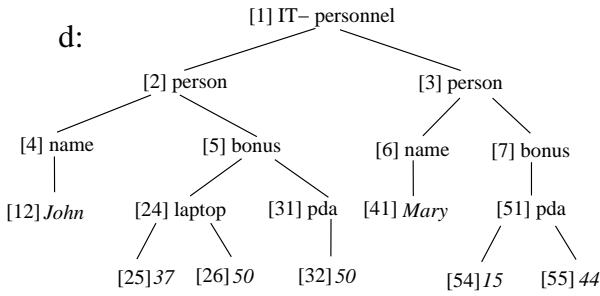 [1] IT− personnel
d:
[2] person [3] person
[4] name [5] bonus [6] name [7] bonus
[12] John [24] laptop [31] pda [41] Mary [51] pda
[25] 37 [26] 50 [32] 50 [54] 15 [55] 44